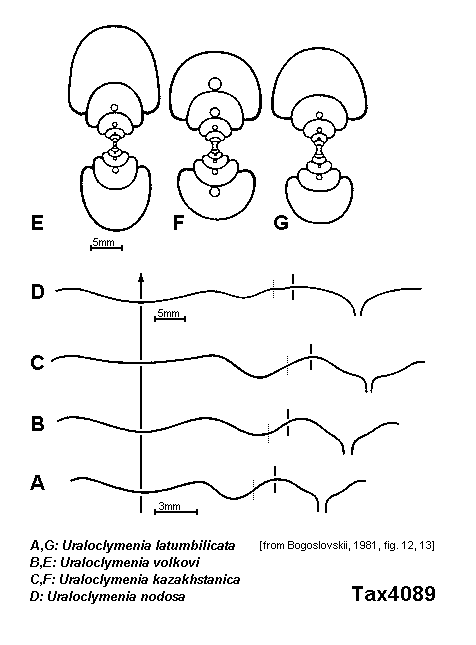 E F G
5mm
D
5mm
C
B
A
3mm
A,G: Uraloclymenia latumbilicata [from Bogoslovskii, 1981, fig. 12, 13]
B,E: Uraloclymenia volkovi
C,F: Uraloclymenia kazakhstanica
D: Uraloclymenia nodosa
Tax4089